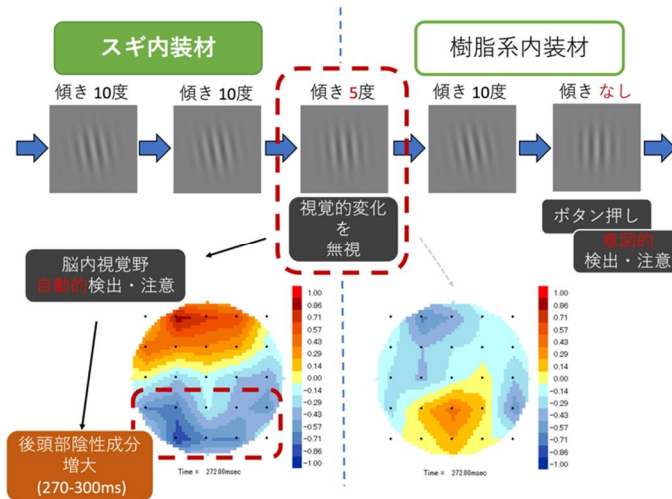 スギ内装材
樹脂系内装材
傾き 10度
傾き 10度
傾き 5度
傾き 10度
傾き なし
視覚的変化
を
無視
ボタン押し
意図的
検出・注意
脳内視覚野
自動的検出・注意
1.00
0.86
0.71
0.57
0.43
0.29
0.14
0.00
-0.14
-0.29
-0.43
-0.57
-0.71
-0.86
-1.00
Time = 272.00msec
1.00
0.86
0.71
0.57
0.43
0.29
0.14
0.00
-0.14
-0.29
-0.43
-0.57
-0.71
-0.86
-1.00
Time = 272.00msec
後頭部陰性成分
増大
(270-300ms)